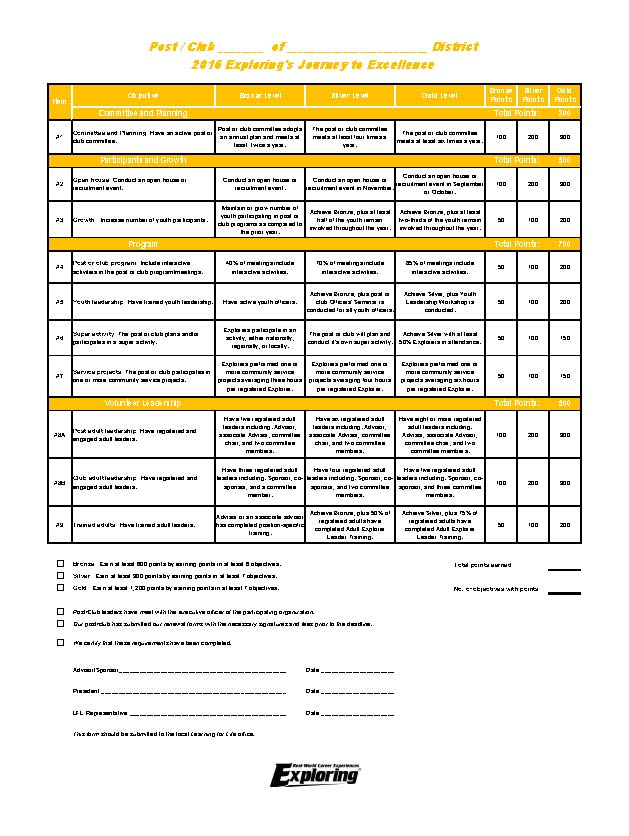 Post / Club ________ of ________________________ District
2016 Exploring's Journey to Excellence
Item Objective Bronze Level Silver Level Gold Level Bronze Points Silver Points Gold Points
Committee and Planning Total Points: 300
#1 Committee and Planning: Have an active post or club committee. Post or club committee adopts an annual plan and meets at least twice a year. The post or club committee meets at least four times a year. The post or club committee meets at least six times a year. 100 200 300
Participants and Growth Total Points: 500
#2 Open house: Conduct an open house or recruitment event. Conduct an open house or recruitment event. Conduct an open house or recruitment event in November. Conduct an open house or recruitment event in September or October. 100 200 300
#3 Growth: Increase number of youth participants. Maintain or grow number of youth participating in post or club programs as compared to the prior year. Achieve Bronze, plus at least half of the youth remain involved throughout the year. Achieve Bronze, plus at least two-thirds of the youth remain involved throughout the year. 50 100 200
Program Total Points: 700
#4 Post or club program: Include interactive activities in the post or club program/meetings. 40% of meetings include interactive activities. 70% of meetings include interactive activities. 85% of meetings include interactive activities. 50 100 200
#5 Youth leadership: Have trained youth leadership. Have active youth officers. Achieve Bronze, plus post or club Officers' Seminar is conducted for all youth officers. Achieve Silver, plus Youth Leadership Workshop is conducted. 50 100 200
#6 Super activity: The post or club plans and/or participates in a super activity. Explorers participate in an activity, either nationally, regionally, or locally. The post or club will plan and conduct it's own super activity. Achieve Silver with at least 50% Explorers in attendance. 50 100 150
#7 Service projects: The post or club participates in one or more community service projects. Explorers performed one or more community service projects averaging three hours per registered Explorer. Explorers performed one or more community service projects averaging four hours per registered Explorer. Explorers performed one or more community service projects averaging six hours per registered Explorer. 50 100 150
Volunteer Leadership Total Points: 500
#8A Post adult leadership: Have registered and engaged adult leaders. Have two registered adult leaders including: Advisor, associate Advisor, committee chair, and two committee members. Have six registered adult leaders including: Advisor, associate Advisor, committee chair, and two committee members. Have eight or more registered adult leaders including: Advisor, associate Advisor, committee chair, and two committee members. 100 200 300
#8B Club adult leadership: Have registered and engaged adult leaders. Have three registered adult leaders including: Sponsor, co-sponsor, and a committee member. Have four registered adult leaders including: Sponsor, co-sponsor, and two committee members. Have two registered adult leaders including: Sponsor, co-sponsor, and three committee members. 100 200 300
#9 Trained adults: Have trained adult leaders. Advisor or an associate advisor has completed position-specific training. Achieve Bronze, plus 50% of registered adults have completed Adult Explorer Leader Training. Achieve Silver, plus 75% of registered adults have completed Adult Explorer Leader Training. 50 100 200
Bronze: Earn at least 600 points by earning points in at least 6 objectives. Total points earned:
Silver: Earn at least 900 points by earning points in at least 7 objectives.
Gold: Earn at least 1,200 points by earning points in at least 7 objectives. No. of objectives with points:
Post/Club leaders have meet with the executive officer of the participating organization.
Our post/club has submitted our renewal forms with the necessary signatures and fees prior to the deadline.
We certify that these requirements have been completed:
Advisor/Sponsor Date
President Date
LFL Representative Date
This form should be submitted to the local Learning for Life office.
Real-World Career Experiences
Exploring